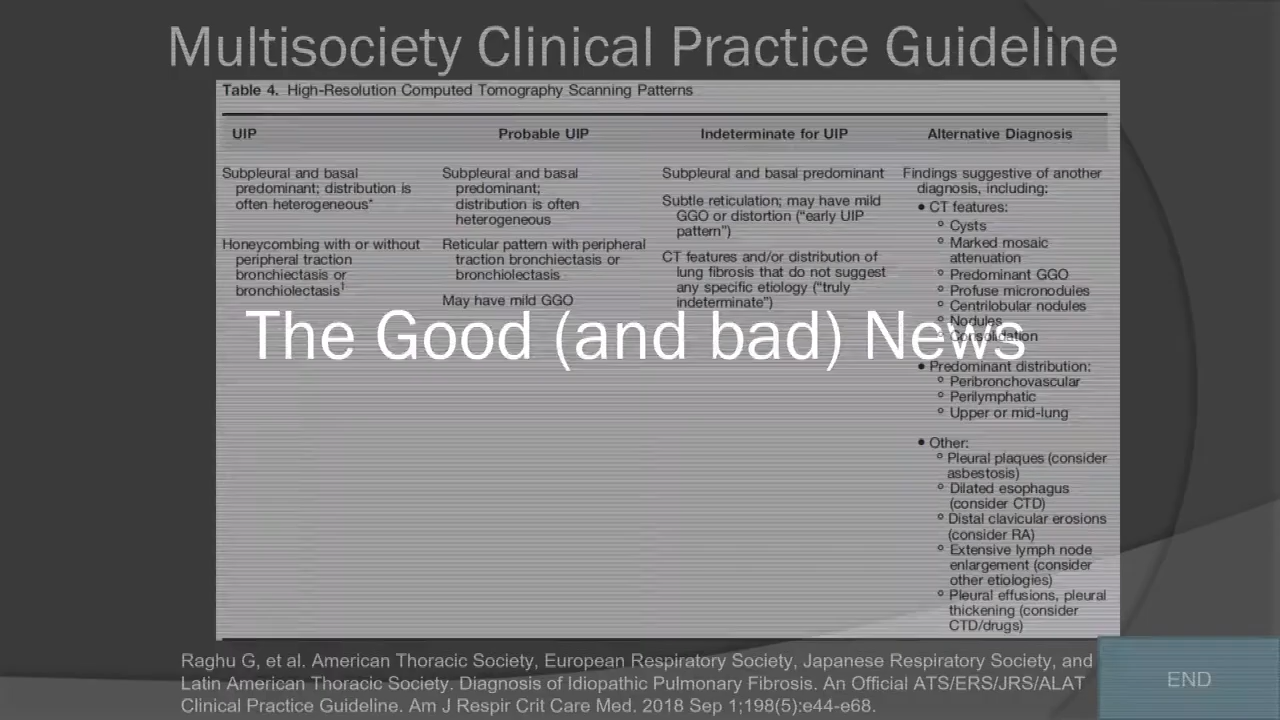 Multisociety Clinical Practice Guideline
Table 4. High-Resolution Computed Tomography Scanning Patterns
UIP
Subpleural and basal
predominant; distribution is
often heterogeneous*
Honeycombing with or without
peripheral traction
bronchiectasis or
bronchiolectasis†
Probable UIP
Subpleural and basal
predominant;
distribution is often
heterogeneous
Reticular pattern with peripheral
traction bronchiectasis or
bronchiolectasis
May have mild GGO
Indeterminate for UIP
Subpleural and basal predominant
Subtle reticulation; may have mild
GGO or distortion (“early UIP
pattern”)
CT features and/or distribution of
lung fibrosis that do not suggest
any specific etiology (“truly
indeterminate”)
Alternative Diagnosis
Findings suggestive of another
diagnosis, including:
• CT features:
° Cysts
° Marked mosaic
attenuation
° Predominant GGO
° Profuse micronodules
° Centrilobular nodules
° Nodules
° Consolidation
• Predominant distribution:
° Peribronchovascular
° Perilymphatic
° Upper or mid-lung
• Other:
° Pleural plaques (consider
asbestosis)
° Dilated esophagus
(consider CTD)
° Distal clavicular erosions
(consider RA)
° Extensive lymph node
enlargement (consider
other etiologies)
° Pleural effusions, pleural
thickening (consider
CTD/drugs)
The Good (and bad) News
Raghu G, et al. American Thoracic Society, European Respiratory Society, Japanese Respiratory Society, and
Latin American Thoracic Society. Diagnosis of Idiopathic Pulmonary Fibrosis. An Official ATS/ERS/JRS/ALAT
Clinical Practice Guideline. Am J Respir Crit Care Med. 2018 Sep 1;198(5):e44-e68.
END